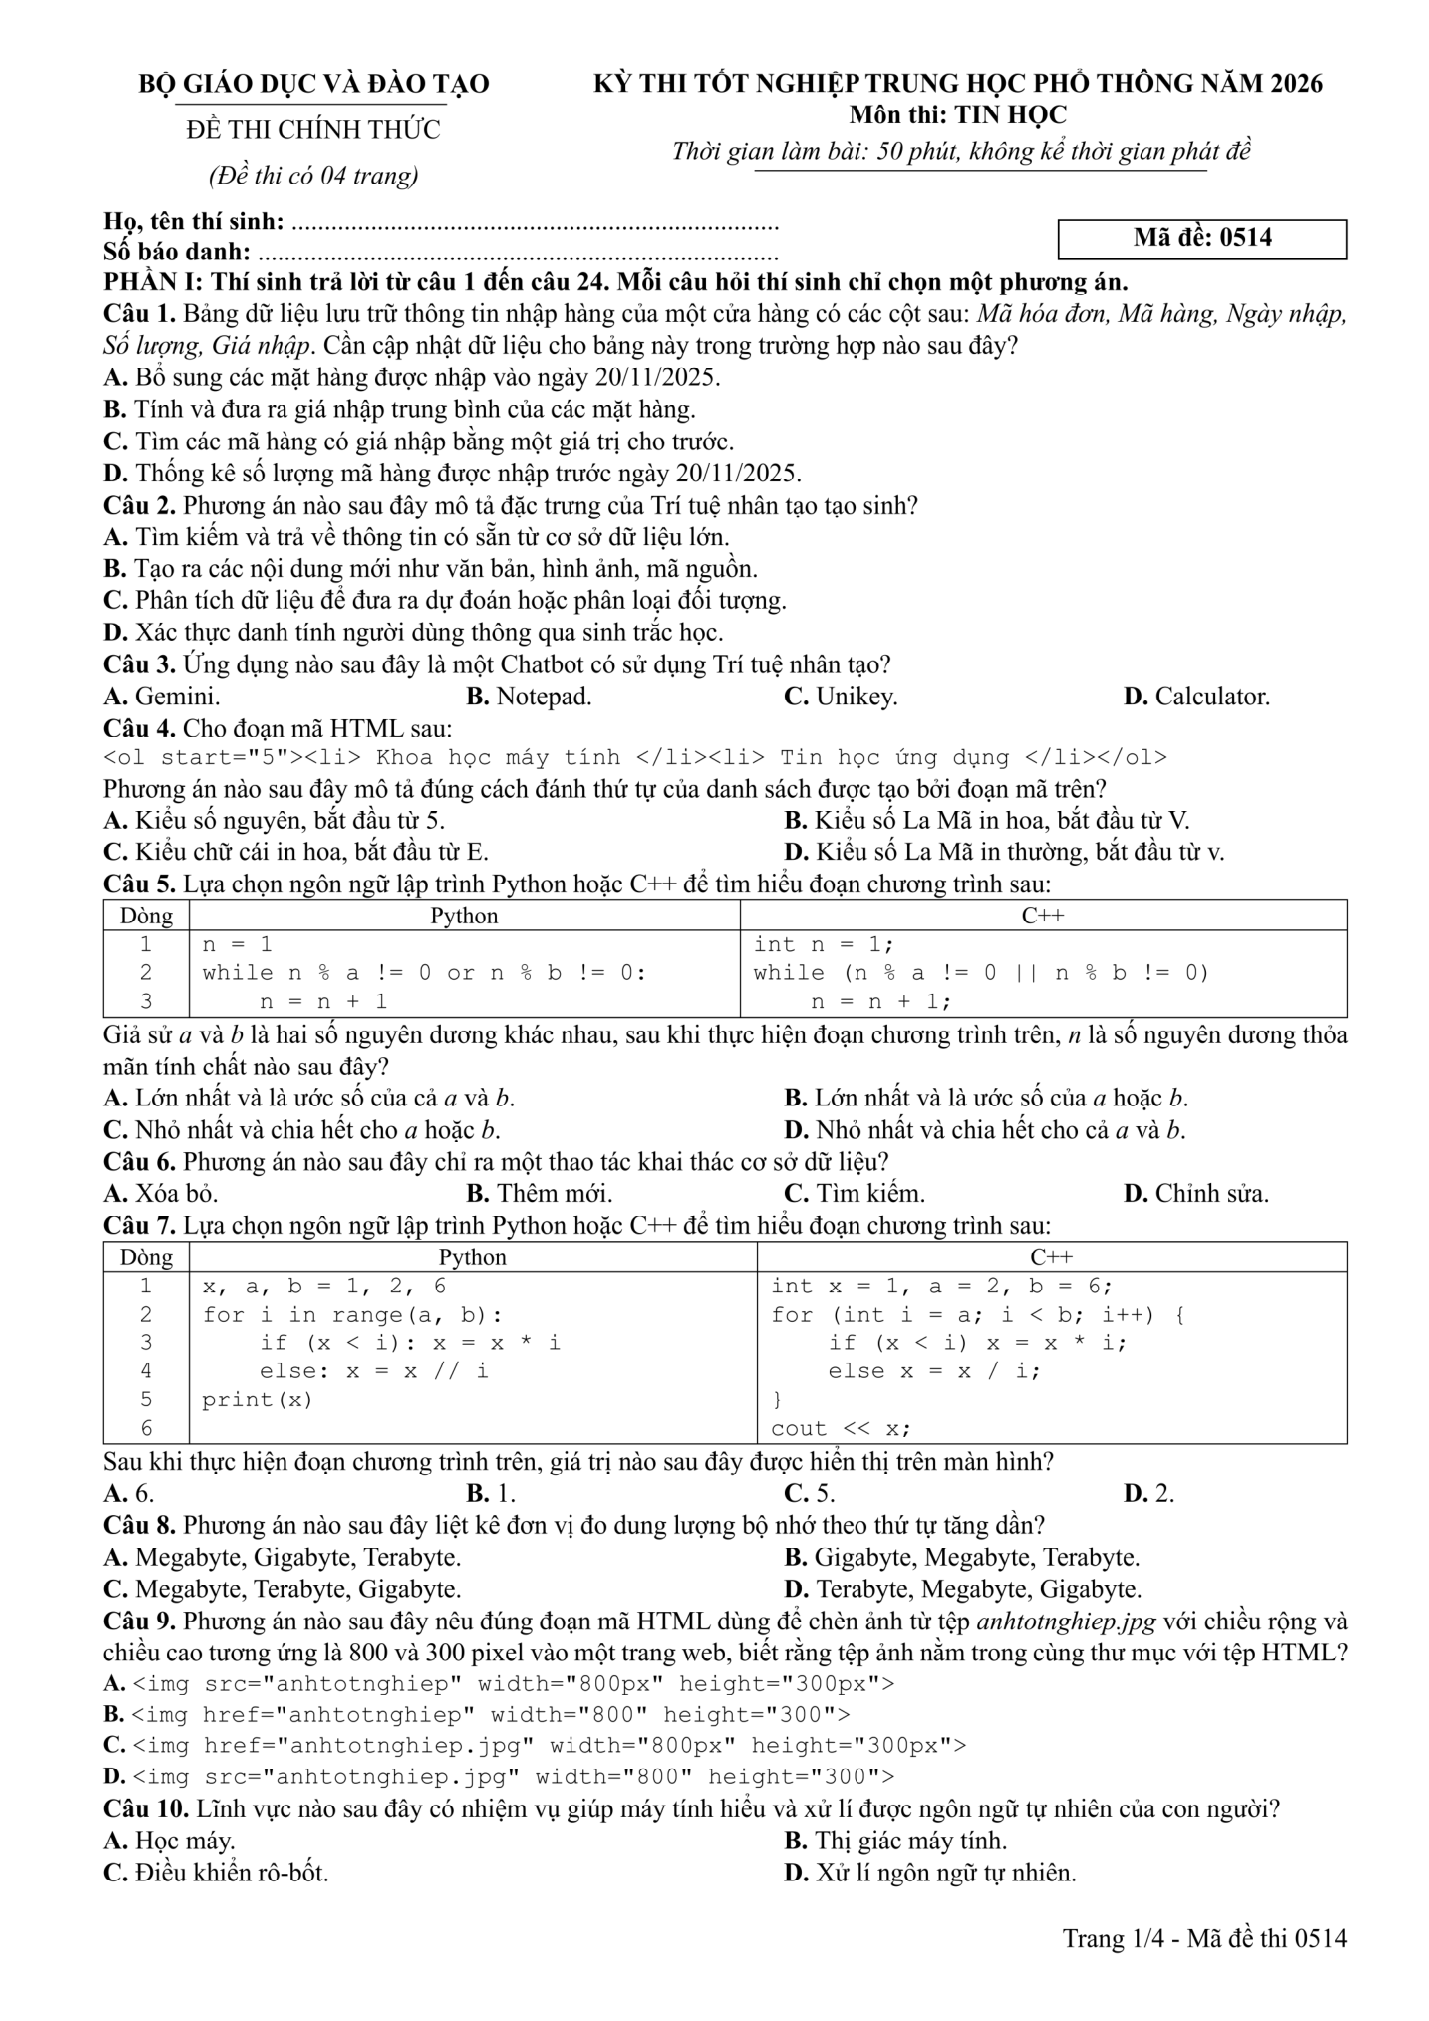 BỘ GIÁO DỤC VÀ ĐÀO TẠO
ĐỀ THI CHÍNH THỨC
(Đề thi có 04 trang)
KỲ THI TỐT NGHIỆP TRUNG HỌC PHỔ THÔNG NĂM 2026
Môn thi: TIN HỌC
Thời gian làm bài: 50 phút, không kể thời gian phát đề
Họ, tên thí sinh: ..........................................................................
Số báo danh: ...............................................................................
Mã đề: 0514
PHẦN I: Thí sinh trả lời từ câu 1 đến câu 24. Mỗi câu hỏi thí sinh chỉ chọn một phương án.
Câu 1. Bảng dữ liệu lưu trữ thông tin nhập hàng của một cửa hàng có các cột sau: Mã hóa đơn, Mã hàng, Ngày nhập,
Số lượng, Giá nhập. Cần cập nhật dữ liệu cho bảng này trong trường hợp nào sau đây?
A. Bổ sung các mặt hàng được nhập vào ngày 20/11/2025.
B. Tính và đưa ra giá nhập trung bình của các mặt hàng.
C. Tìm các mã hàng có giá nhập bằng một giá trị cho trước.
D. Thống kê số lượng mã hàng được nhập trước ngày 20/11/2025.
Câu 2. Phương án nào sau đây mô tả đặc trưng của Trí tuệ nhân tạo tạo sinh?
A. Tìm kiếm và trả về thông tin có sẵn từ cơ sở dữ liệu lớn.
B. Tạo ra các nội dung mới như văn bản, hình ảnh, mã nguồn.
C. Phân tích dữ liệu để đưa ra dự đoán hoặc phân loại đối tượng.
D. Xác thực danh tính người dùng thông qua sinh trắc học.
Câu 3. Ứng dụng nào sau đây là một Chatbot có sử dụng Trí tuệ nhân tạo?
A. Gemini. B. Notepad. C. Unikey. D. Calculator.
Câu 4. Cho đoạn mã HTML sau:
<ol start="5"><li> Khoa học máy tính </li><li> Tin học ứng dụng </li></ol>
Phương án nào sau đây mô tả đúng cách đánh thứ tự của danh sách được tạo bởi đoạn mã trên?
A. Kiểu số nguyên, bắt đầu từ 5. B. Kiểu số La Mã in hoa, bắt đầu từ V.
C. Kiểu chữ cái in hoa, bắt đầu từ E. D. Kiểu số La Mã in thường, bắt đầu từ v.
Câu 5. Lựa chọn ngôn ngữ lập trình Python hoặc C++ để tìm hiểu đoạn chương trình sau:
Dòng Python C++
1 n = 1 int n = 1;
2 while n % a != 0 or n % b != 0: while (n % a != 0 || n % b != 0)
3 n = n + 1 n = n + 1;
Giả sử a và b là hai số nguyên dương khác nhau, sau khi thực hiện đoạn chương trình trên, n là số nguyên dương thỏa
mãn tính chất nào sau đây?
A. Lớn nhất và là ước số của cả a và b. B. Lớn nhất và là ước số của a hoặc b.
C. Nhỏ nhất và chia hết cho a hoặc b. D. Nhỏ nhất và chia hết cho cả a và b.
Câu 6. Phương án nào sau đây chỉ ra một thao tác khai thác cơ sở dữ liệu?
A. Xóa bỏ. B. Thêm mới. C. Tìm kiếm. D. Chỉnh sửa.
Câu 7. Lựa chọn ngôn ngữ lập trình Python hoặc C++ để tìm hiểu đoạn chương trình sau:
Dòng Python C++
1 x, a, b = 1, 2, 6 int x = 1, a = 2, b = 6;
2 for i in range(a, b): for (int i = a; i < b; i++) {
3 if (x < i): x = x * i if (x < i) x = x * i;
4 else: x = x // i else x = x / i;
5 print(x) }
6 cout << x;
Sau khi thực hiện đoạn chương trình trên, giá trị nào sau đây được hiển thị trên màn hình?
A. 6. B. 1. C. 5. D. 2.
Câu 8. Phương án nào sau đây liệt kê đơn vị đo dung lượng bộ nhớ theo thứ tự tăng dần?
A. Megabyte, Gigabyte, Terabyte. B. Gigabyte, Megabyte, Terabyte.
C. Megabyte, Terabyte, Gigabyte. D. Terabyte, Megabyte, Gigabyte.
Câu 9. Phương án nào sau đây nêu đúng đoạn mã HTML dùng để chèn ảnh từ tệp anhtotnghiep.jpg với chiều rộng và
chiều cao tương ứng là 800 và 300 pixel vào một trang web, biết rằng tệp ảnh nằm trong cùng thư mục với tệp HTML?
A. <img src="anhtotnghiep" width="800px" height="300px">
B. <img href="anhtotnghiep" width="800" height="300">
C. <img href="anhtotnghiep.jpg" width="800px" height="300px">
D. <img src="anhtotnghiep.jpg" width="800" height="300">
Câu 10. Lĩnh vực nào sau đây có nhiệm vụ giúp máy tính hiểu và xử lí được ngôn ngữ tự nhiên của con người?
A. Học máy. B. Thị giác máy tính.
C. Điều khiển rô-bốt. D. Xử lí ngôn ngữ tự nhiên.
Trang 1/4 - Mã đề thi 0514